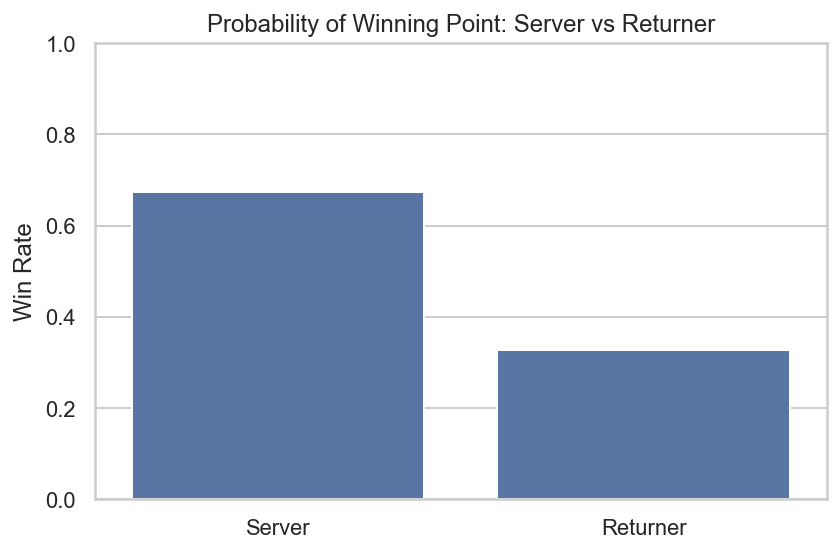 Probability of Winning Point: Server vs Returner
1.0
0.8
0.6
0.4
0.2
0.0
Win Rate
Server
Returner